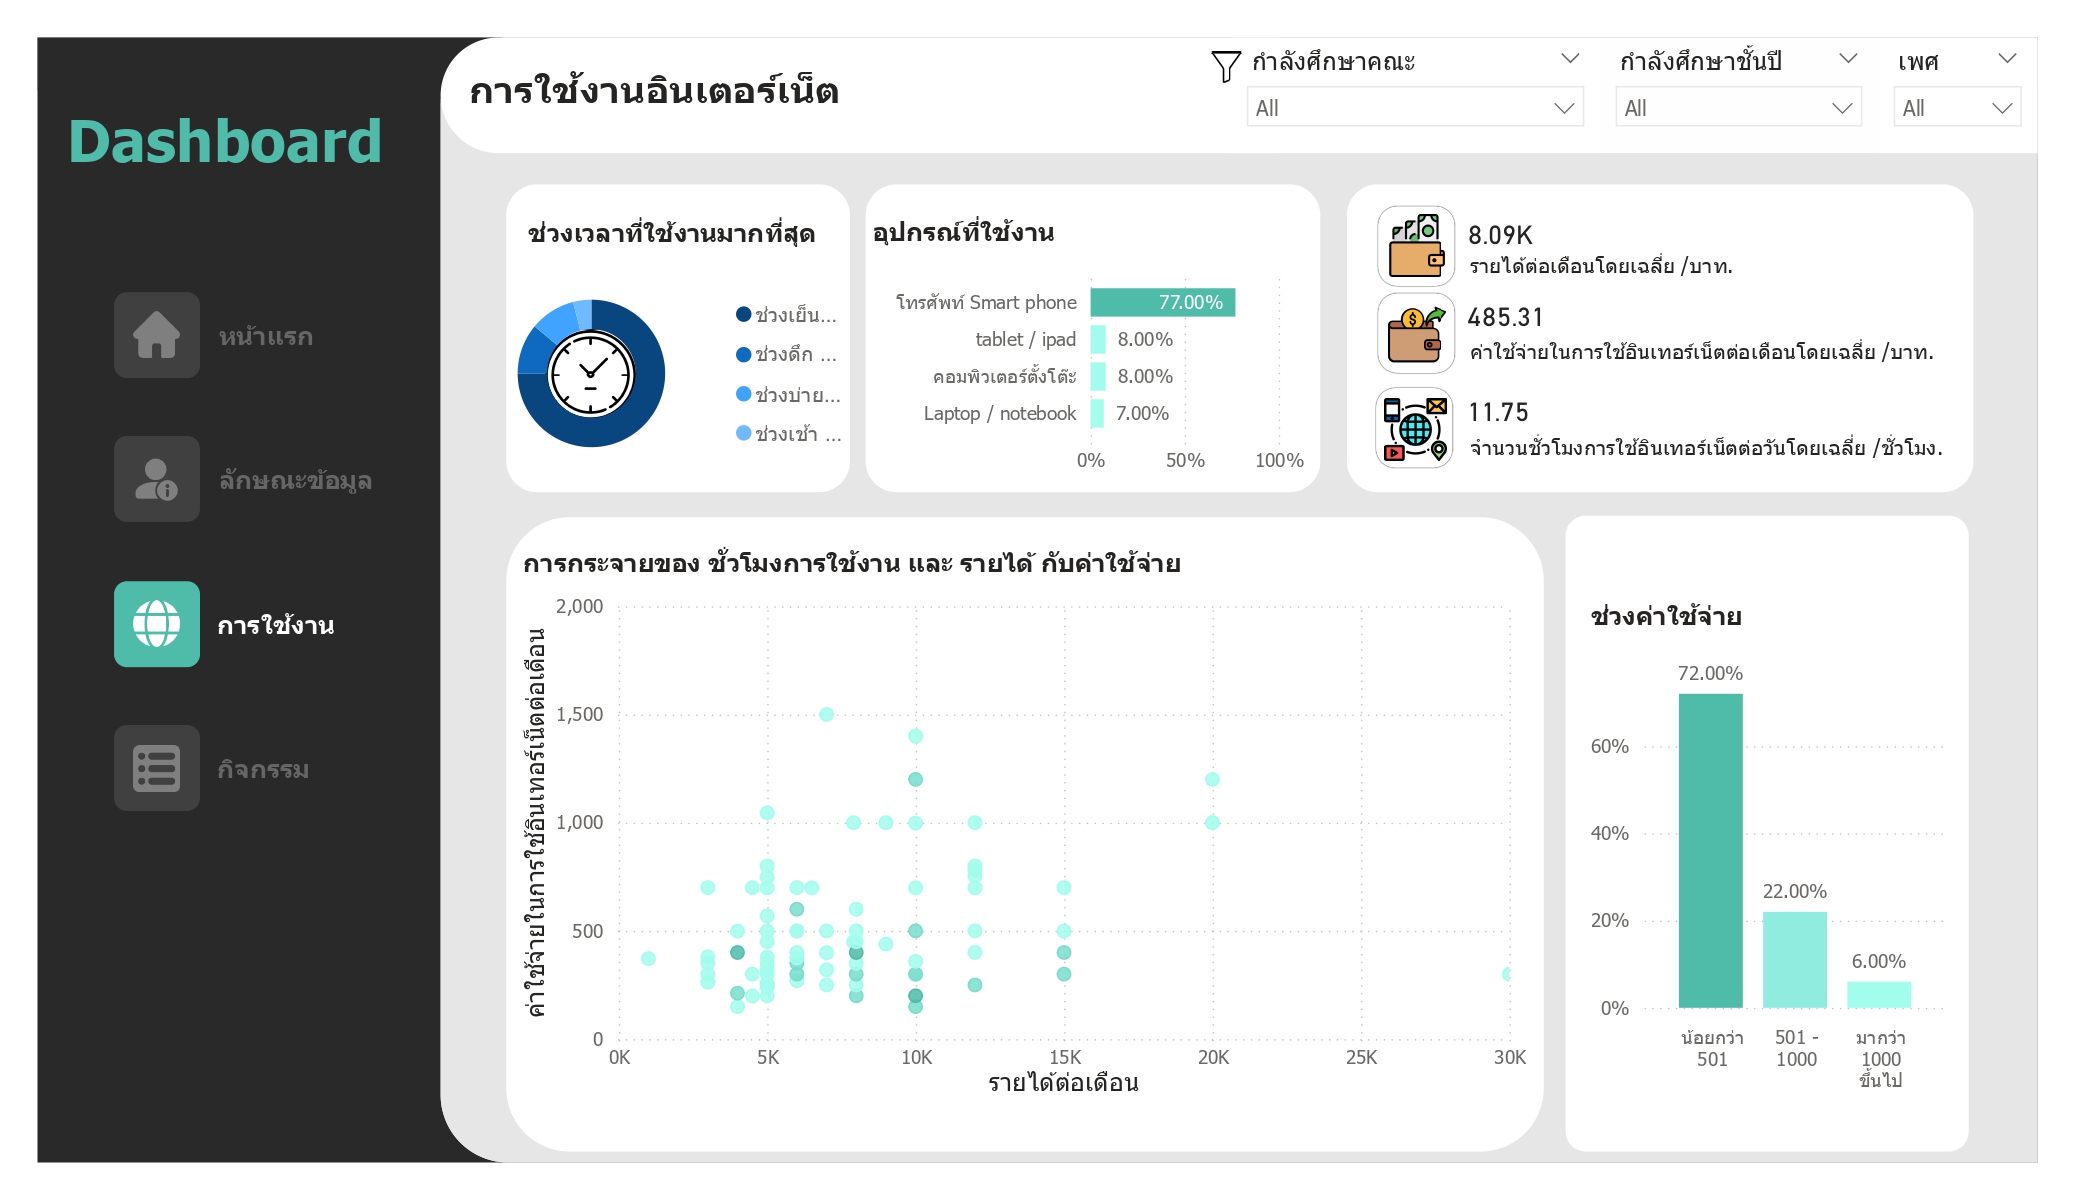 Dashboard
หน้าแรก
ลักษณะข้อมูล
การใช้งาน
กิจกรรม
การใช้งานอินเตอร์เน็ต
กำลังศึกษาคณะ
All
กำลังศึกษาชั้นปี
All
เพศ
All
ช่วงเวลาที่ใช้งานมากที่สุด
ช่วงเย็น...
ช่วงดึก ...
ช่วงบ่าย...
ช่วงเช้า ...
อุปกรณ์ที่ใช้งาน
โทรศัพท์ Smart phone 77.00%
tablet / ipad 8.00%
คอมพิวเตอร์ตั้งโต๊ะ 8.00%
Laptop / notebook 7.00%
0% 50% 100%
8.09K
รายได้ต่อเดือนโดยเฉลี่ย /บาท.
485.31
ค่าใช้จ่ายในการใช้อินเทอร์เน็ตต่อเดือนโดยเฉลี่ย /บาท.
11.75
จำนวนชั่วโมงการใช้อินเทอร์เน็ตต่อวันโดยเฉลี่ย /ชั่วโมง.
การกระจายของ ชั่วโมงการใช้งาน และ รายได้ กับค่าใช้จ่าย
ค่าใช้จ่ายในการใช้อินเทอร์เน็ตต่อเดือน
2,000
1,500
1,000
500
0
0K 5K 10K 15K 20K 25K 30K
รายได้ต่อเดือน
ช่วงค่าใช้จ่าย
72.00%
22.00%
6.00%
60%
40%
20%
0%
น้อยกว่า
501
501 -
1000
มากว่า
1000
ขึ้นไป